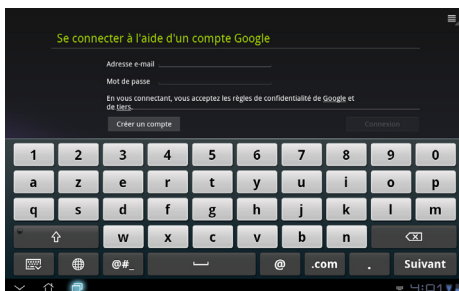 Se connecter à l'aide d'un compte Google
Adresse e-mail
Mot de passe
En vous connectant, vous acceptez les règles de confidentialité de Google et
de tiers.
Créer un compte Connexion
1 2 3 4 5 6 7 8 9 0
a z e r t y u i o p
q s d f g h j k l m
w x c v b n
@#_ @ .com . Suivant
4:01